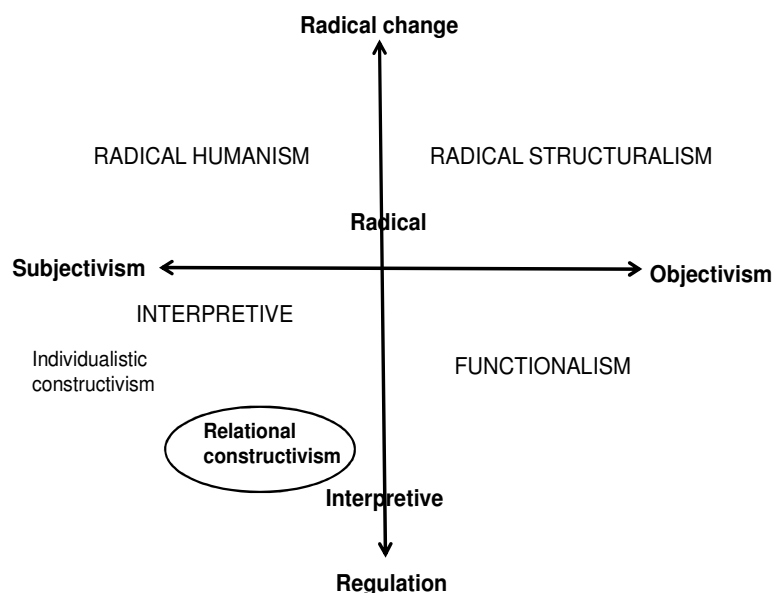 Radical change
RADICAL HUMANISM
RADICAL STRUCTURALISM
Radical
Subjectivism
Objectivism
INTERPRETIVE
Individualistic
constructivism
FUNCTIONALISM
Relational
constructivism
Interpretive
Regulation